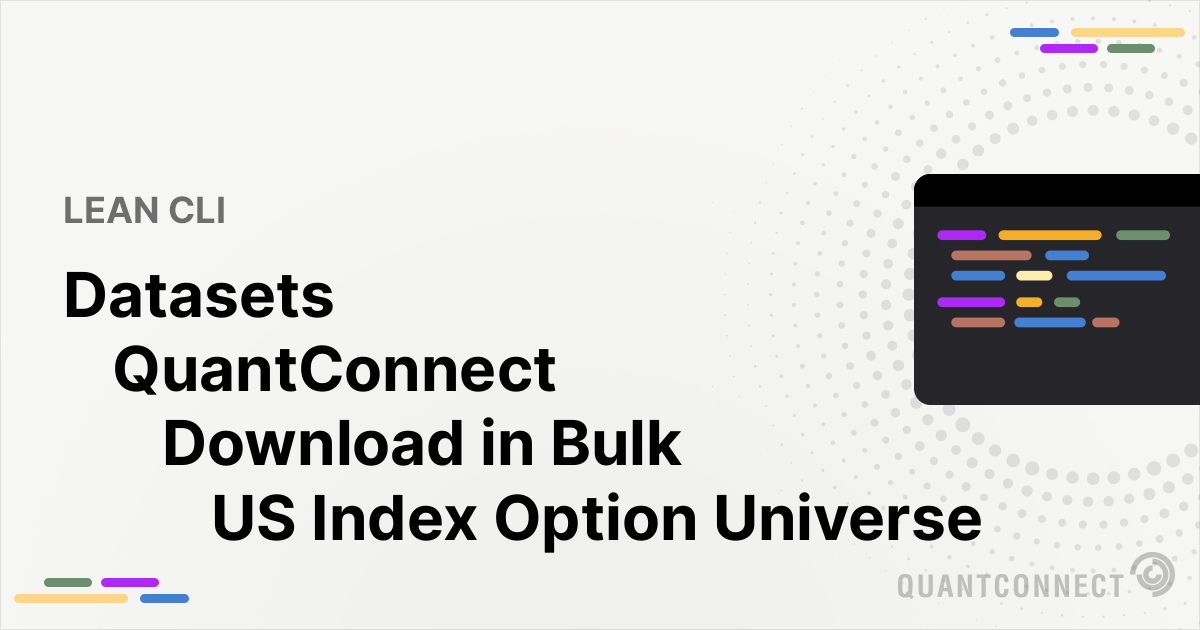 LEAN CLI
Datasets
QuantConnect
Download in Bulk
US Index Option Universe
QUANTCONNECT